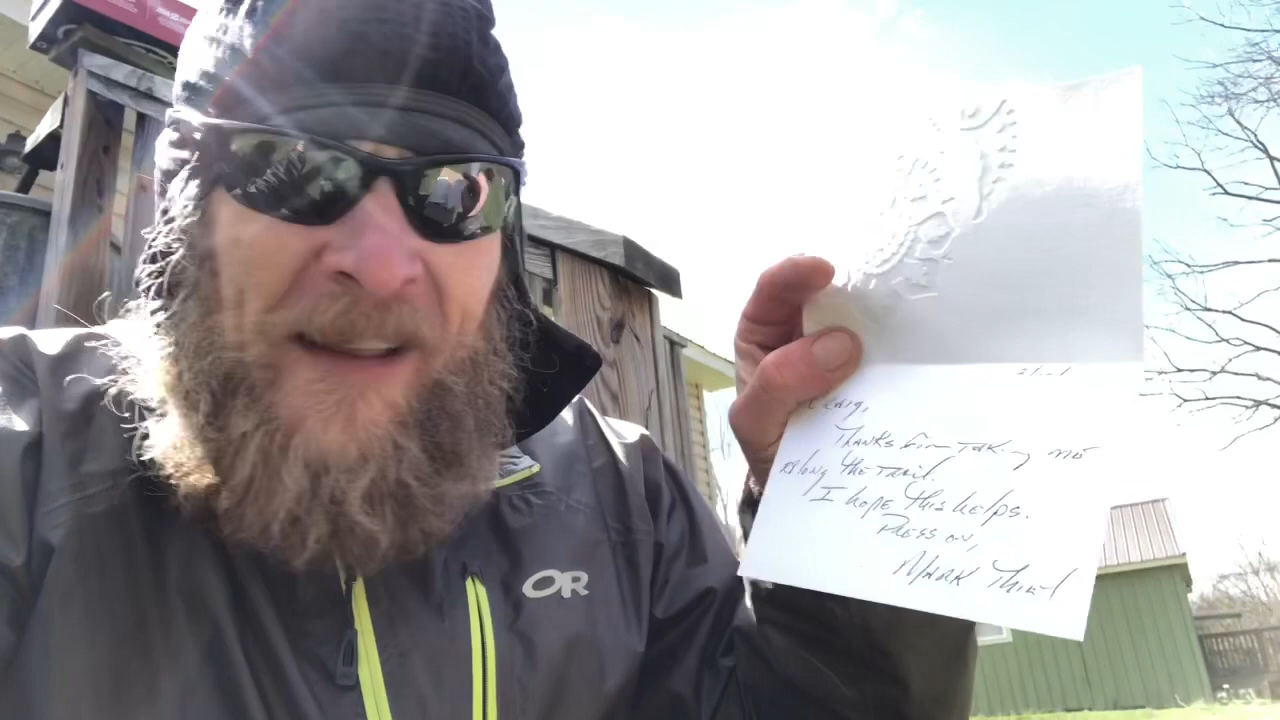 OR
Craig,
Thanks for taking me
along the trail.
I hope this helps.
Press on,
Mark